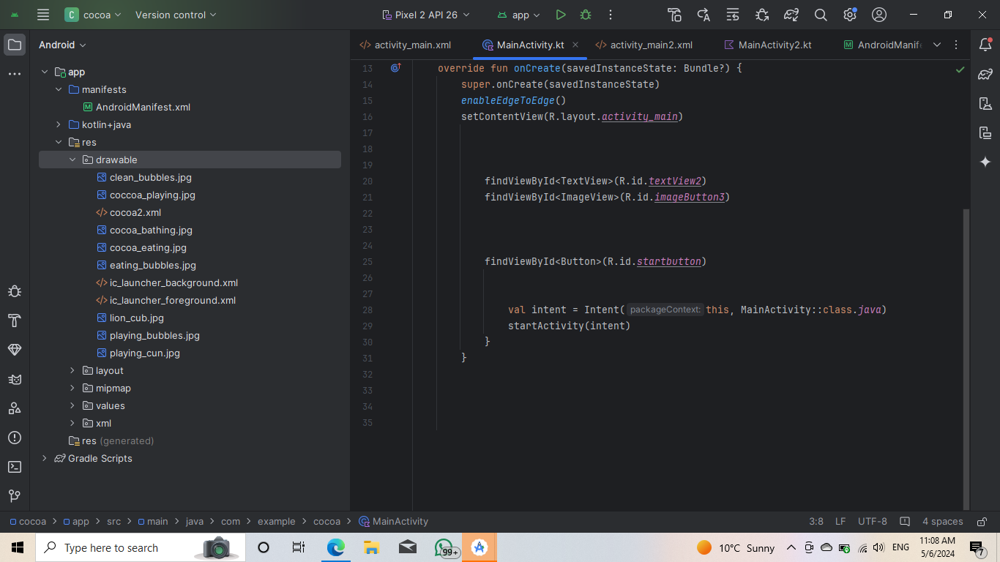 C cocoa Version control Pixel 2 API 26 app
Android
activity_main.xml MainActivity.kt activity_main2.xml MainActivity2.kt AndroidManif
app
manifests
AndroidManifest.xml
kotlin+java
res
drawable
clean_bubbles.jpg
coccoa_playing.jpg
cocoa2.xml
cocoa_bathing.jpg
cocoa_eating.jpg
eating_bubbles.jpg
ic_launcher_background.xml
ic_launcher_foreground.xml
lion_cub.jpg
playing_bubbles.jpg
playing_cun.jpg
layout
mipmap
values
xml
res (generated)
Gradle Scripts
13 override fun onCreate(savedInstanceState: Bundle?) {
14 super.onCreate(savedInstanceState)
15 enableEdgeToEdge()
16 setContentView(R.layout.activity_main)
17
18
19
20 findViewById<TextView>(R.id.textView2)
21 findViewById<ImageView>(R.id.imageButton3)
22
23
24
25 findViewById<Button>(R.id.startbutton)
26
27
28 val intent = Intent( packageContext: this, MainActivity::class.java)
29 startActivity(intent)
30 }
31 }
32
33
34
35
cocoa > app > src > main > java > com > example > cocoa > MainActivity 3:8 LF UTF-8 4 spaces
Type here to search 99+ 10°C Sunny ENG 11:08 AM 5/6/2024 7